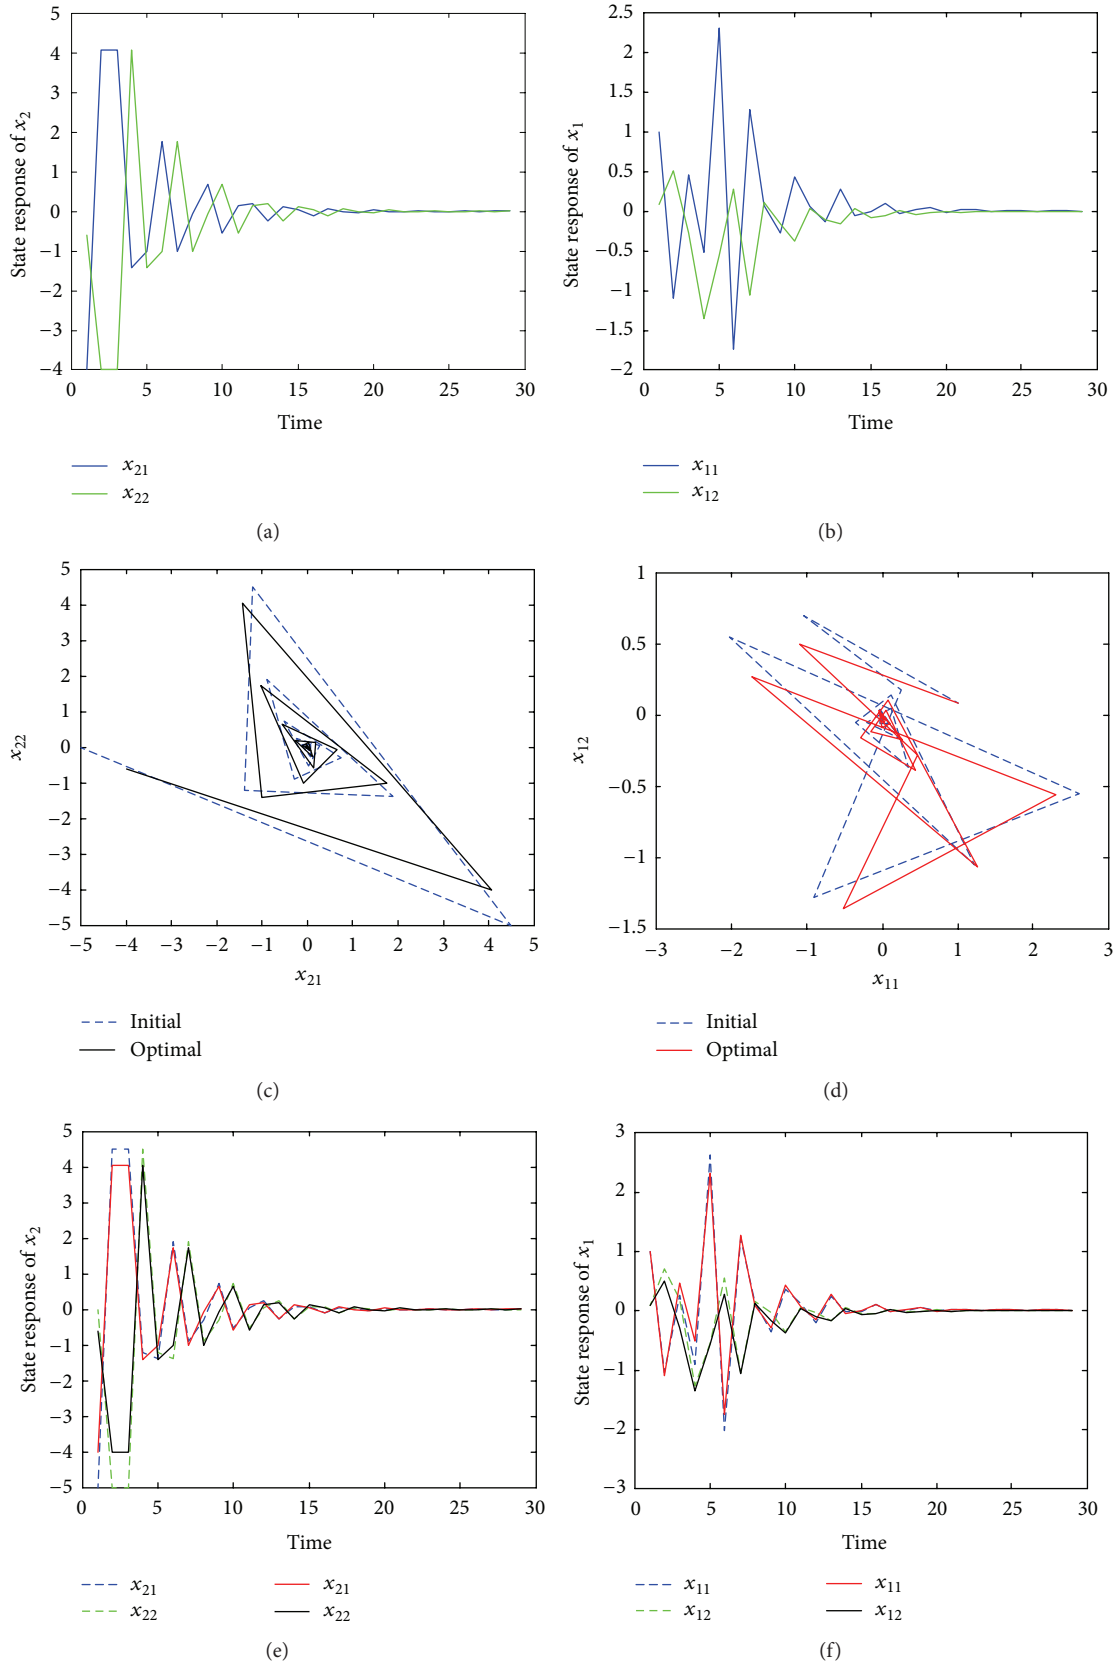 5
4
3
2
1
0
−1
−2
−3
−4
State response of x₂
0 5 10 15 20 25 30
Time
x₂₁
x₂₂
(a)
2.5
2
1.5
1
0.5
0
−0.5
−1
−1.5
−2
State response of x₁
0 5 10 15 20 25 30
Time
x₁₁
x₁₂
(b)
5
4
3
2
1
0
−1
−2
−3
−4
−5
x₂₂
−5 −4 −3 −2 −1 0 1 2 3 4 5
x₂₁
Initial
Optimal
(c)
1
0.5
0
−0.5
−1
−1.5
x₁₂
−3 −2 −1 0 1 2 3
x₁₁
Initial
Optimal
(d)
5
4
3
2
1
0
−1
−2
−3
−4
−5
State response of x₂
0 5 10 15 20 25 30
Time
x₂₁ x₂₁
x₂₂ x₂₂
(e)
3
2
1
0
−1
−2
−3
State response of x₁
0 5 10 15 20 25 30
Time
x₁₁ x₁₁
x₁₂ x₁₂
(f)